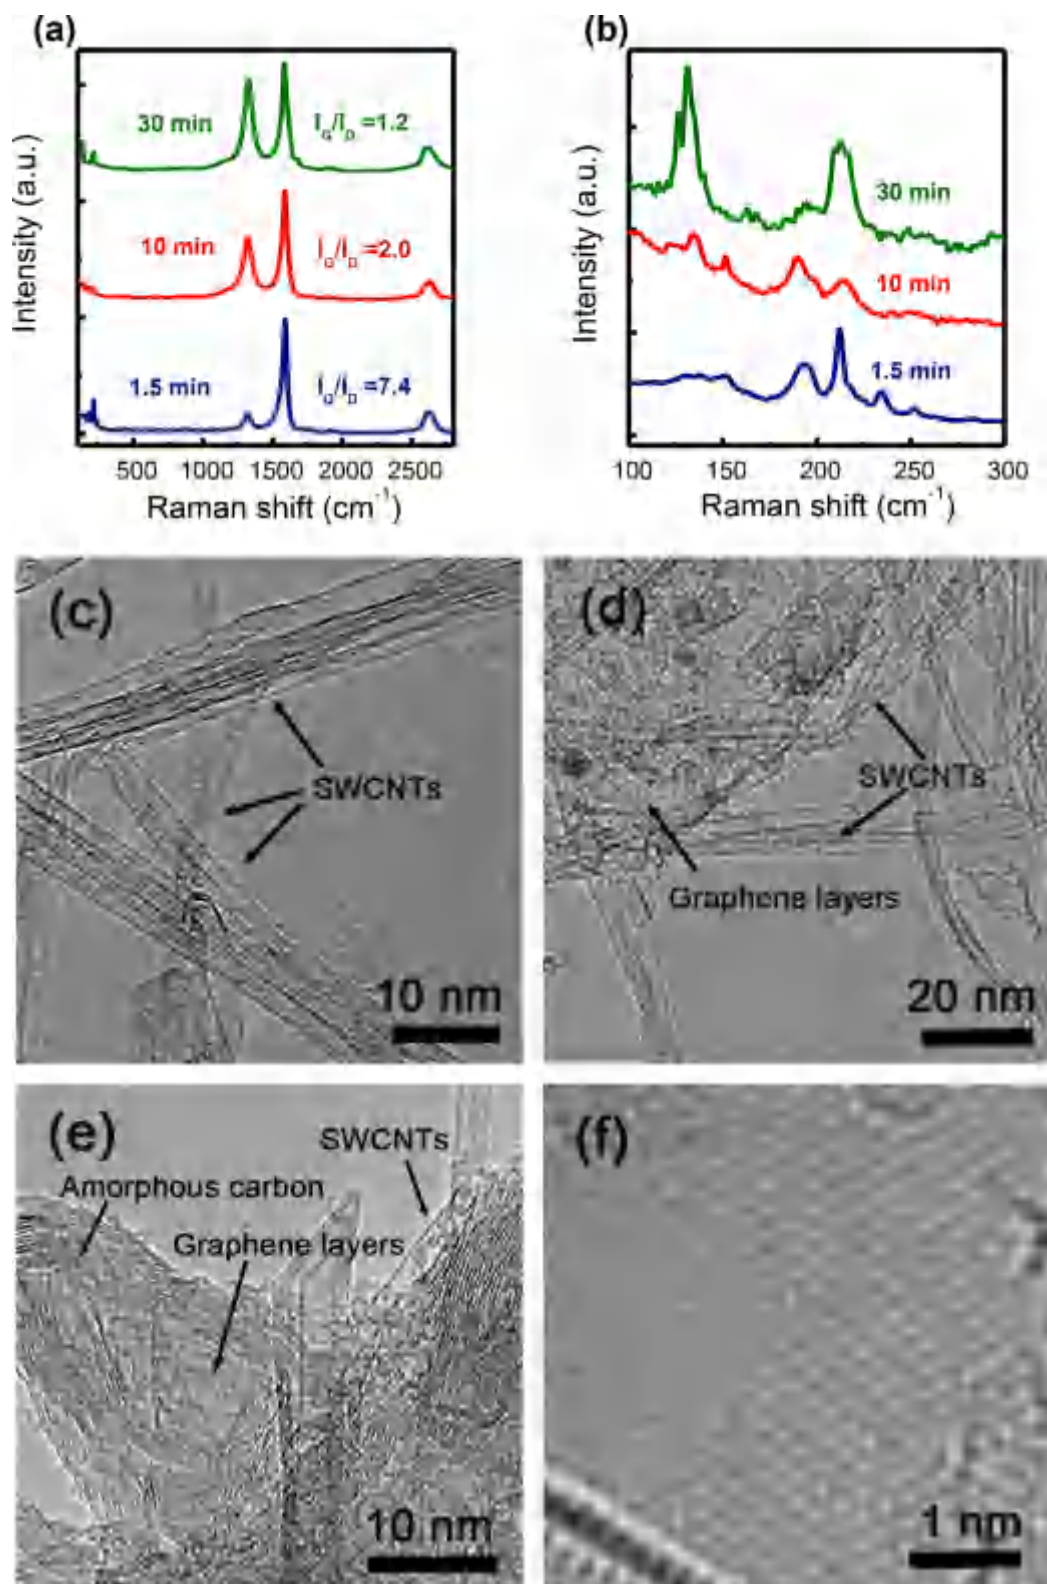 (a)
30 min
I_G/I_D =1.2
10 min
I_G/I_D =2.0
1.5 min
I_G/I_D =7.4
Intensity (a.u.)
500 1000 1500 2000 2500
Raman shift (cm⁻¹)
(b)
30 min
10 min
1.5 min
Intensity (a.u.)
100 150 200 250 300
Raman shift (cm⁻¹)
(c)
SWCNTs
10 nm
(d)
SWCNTs
Graphene layers
20 nm
(e)
SWCNTs
Amorphous carbon
Graphene layers
10 nm
(f)
1 nm